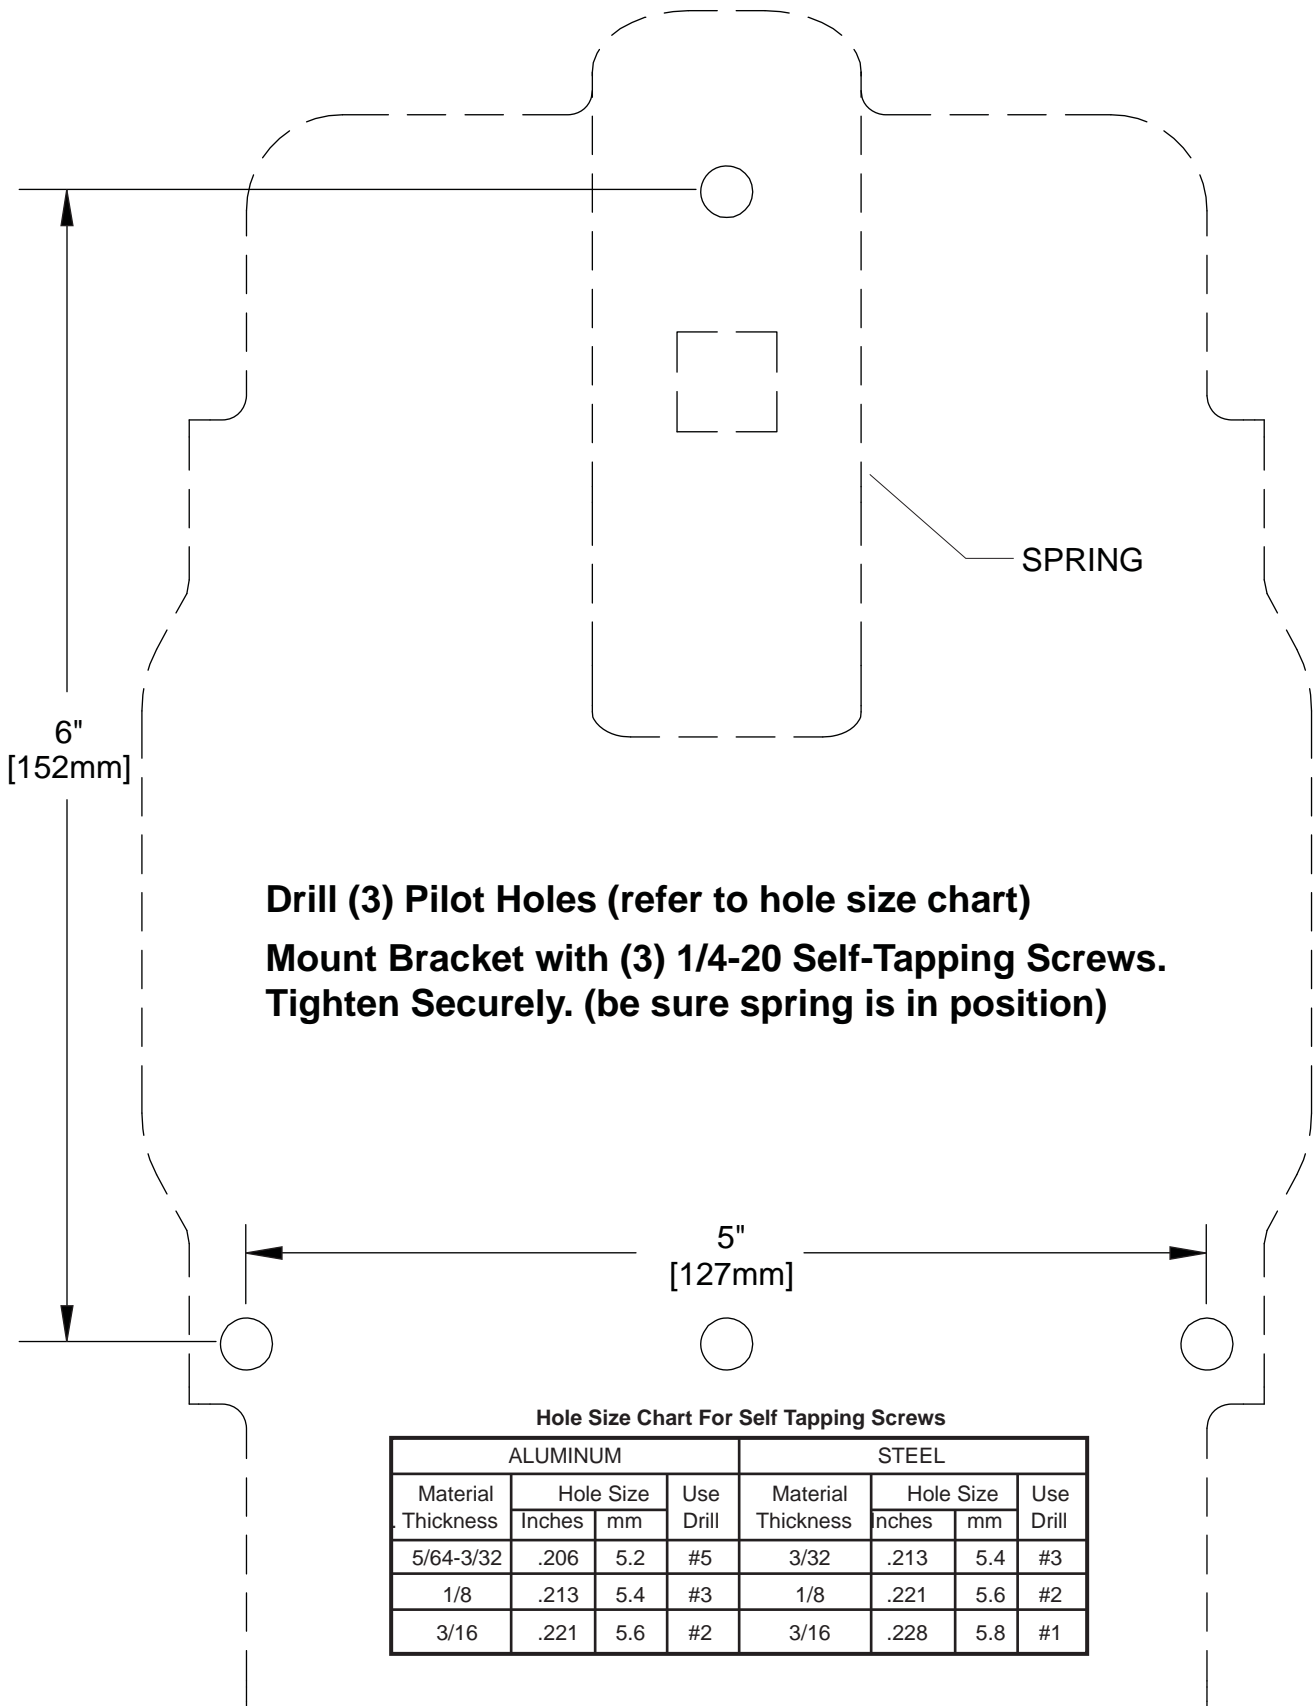 SPRING
6"
[152mm]
Drill (3) Pilot Holes (refer to hole size chart)
Mount Bracket with (3) 1/4-20 Self-Tapping Screws.
Tighten Securely. (be sure spring is in position)
5"
[127mm]
Hole Size Chart For Self Tapping Screws
ALUMINUM STEEL
Material Hole Size Use Material Hole Size Use
. Thickness Inches mm Drill Thickness Inches mm Drill
5/64-3/32 .206 5.2 #5 3/32 .213 5.4 #3
1/8 .213 5.4 #3 1/8 .221 5.6 #2
3/16 .221 5.6 #2 3/16 .228 5.8 #1